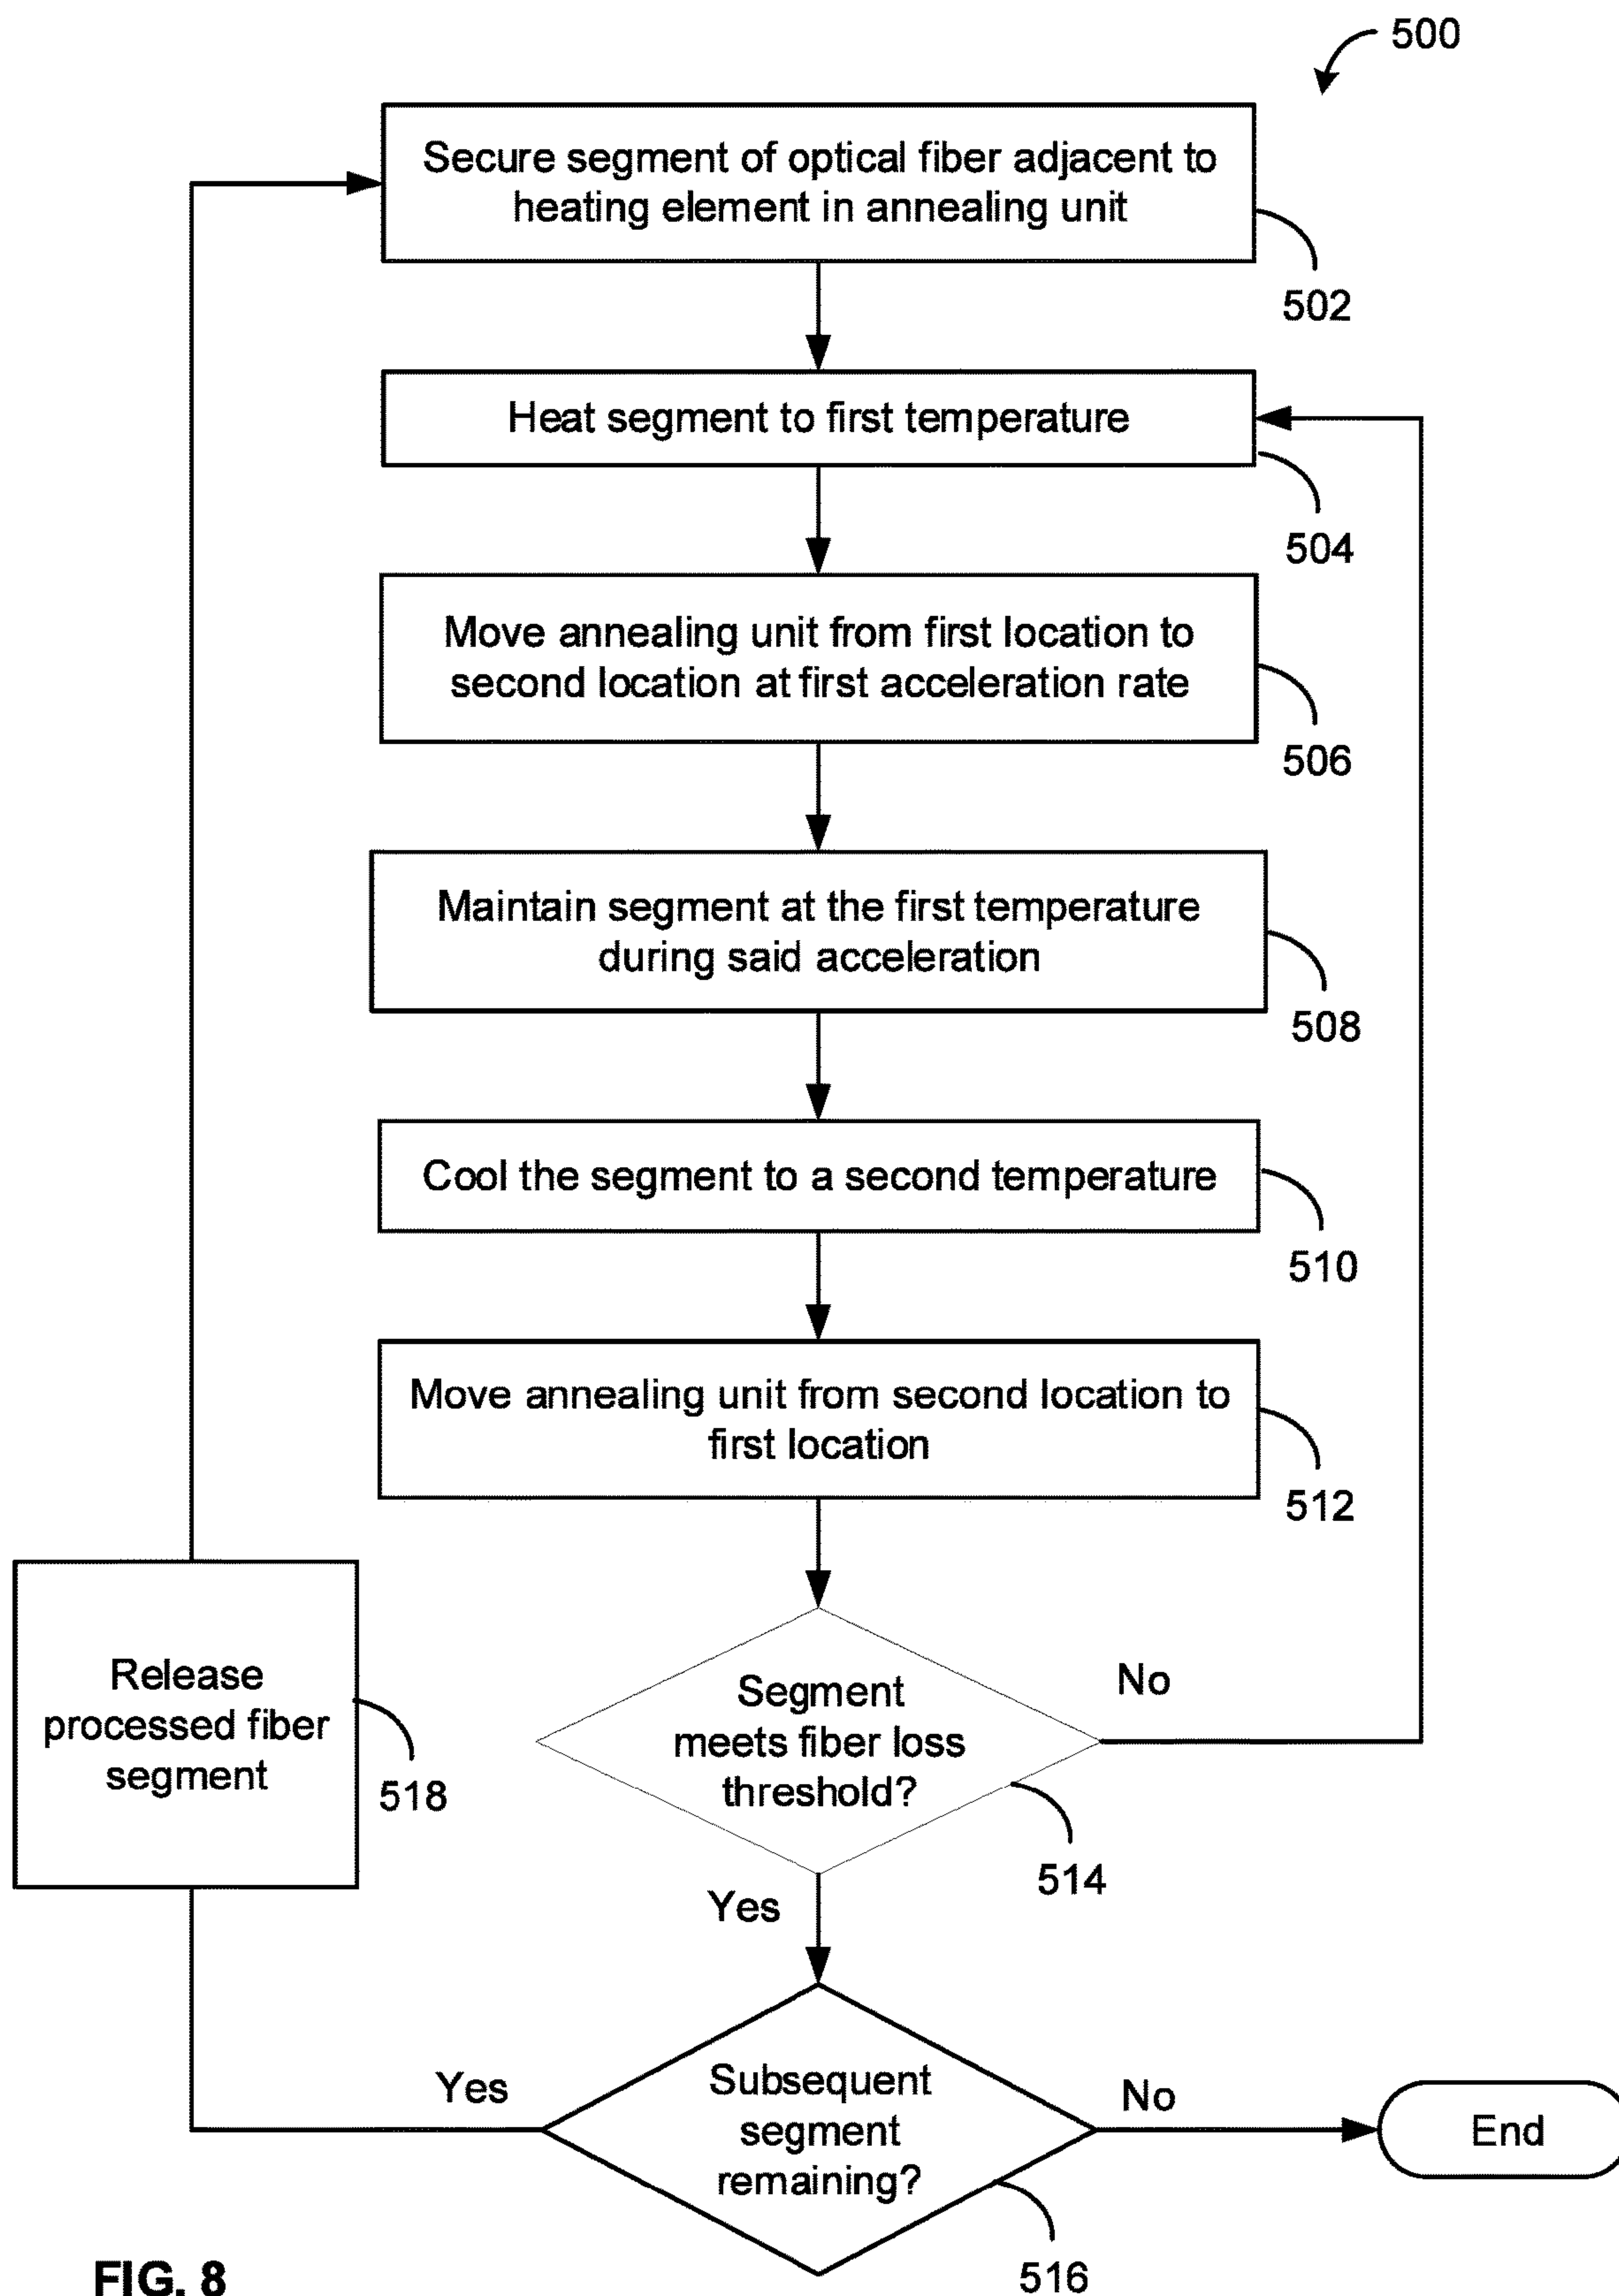 500
Secure segment of optical fiber adjacent to
heating element in annealing unit
502
Heat segment to first temperature
504
Move annealing unit from first location to
second location at first acceleration rate
506
Maintain segment at the first temperature
during said acceleration
508
Cool the segment to a second temperature
510
Move annealing unit from second location to
first location
512
Release
processed fiber
segment
518
Segment
meets fiber loss
threshold?
No
514
Yes
Subsequent
segment
remaining?
Yes
No
End
516
FIG. 8